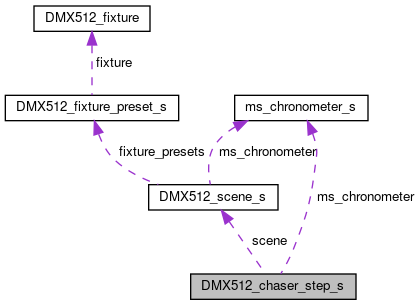 DMX512_fixture
fixture
DMX512_fixture_preset_s
ms_chronometer_s
fixture_presets
ms_chronometer
DMX512_scene_s
ms_chronometer
scene
DMX512_chaser_step_s